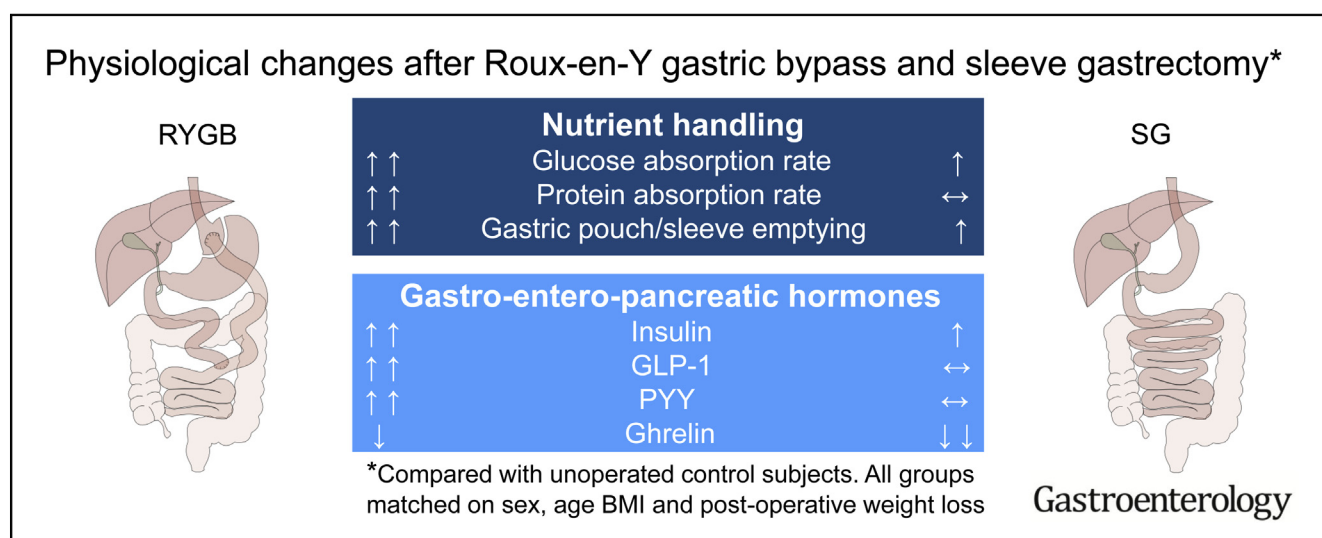 Physiological changes after Roux-en-Y gastric bypass and sleeve gastrectomy*
RYGB
SG
Nutrient handling
↑ ↑ Glucose absorption rate ↑
↑ ↑ Protein absorption rate ↔
↑ ↑ Gastric pouch/sleeve emptying ↑
Gastro-entero-pancreatic hormones
↑ ↑ Insulin ↑
↑ ↑ GLP-1 ↔
↑ ↑ PYY ↔
↓ Ghrelin ↓ ↓
*Compared with unoperated control subjects. All groups
matched on sex, age BMI and post-operative weight loss
Gastroenterology